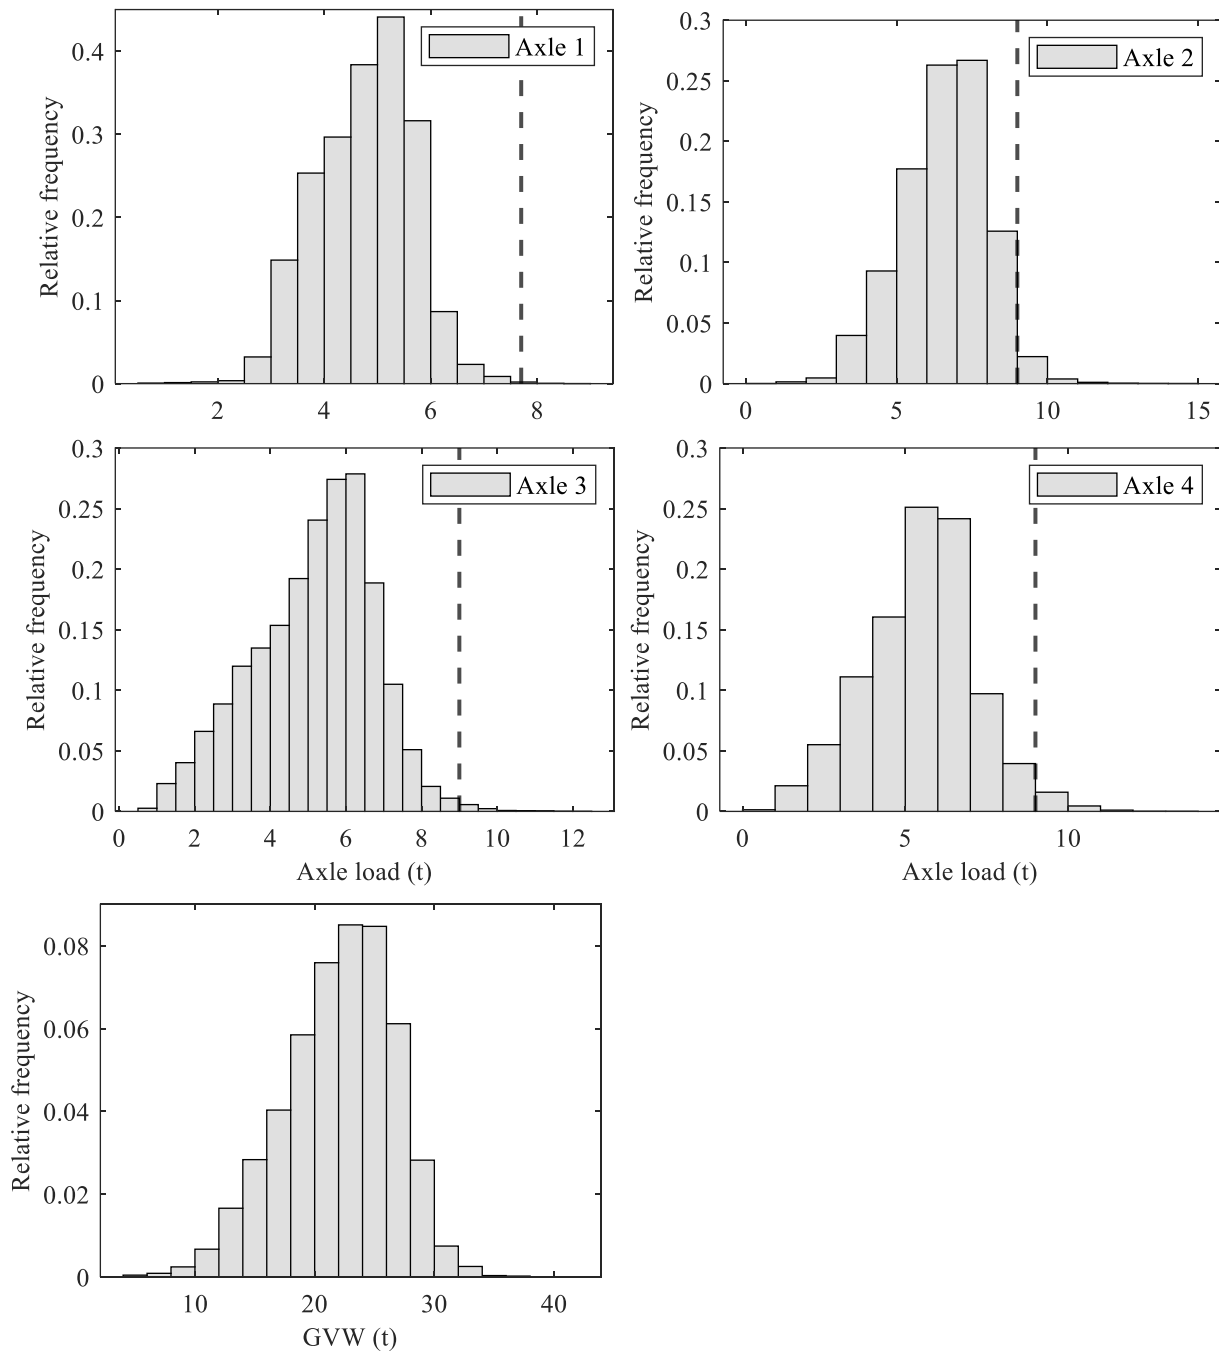 Relative frequency
0.4
0.3
0.2
0.1
0
2 4 6 8
Axle 1
Relative frequency
0.3
0.25
0.2
0.15
0.1
0.05
0
0 5 10 15
Axle 2
Relative frequency
0.3
0.25
0.2
0.15
0.1
0.05
0
0 2 4 6 8 10 12
Axle load (t)
Axle 3
Relative frequency
0.3
0.25
0.2
0.15
0.1
0.05
0
0 5 10
Axle load (t)
Axle 4
Relative frequency
0.08
0.06
0.04
0.02
0
10 20 30 40
GVW (t)